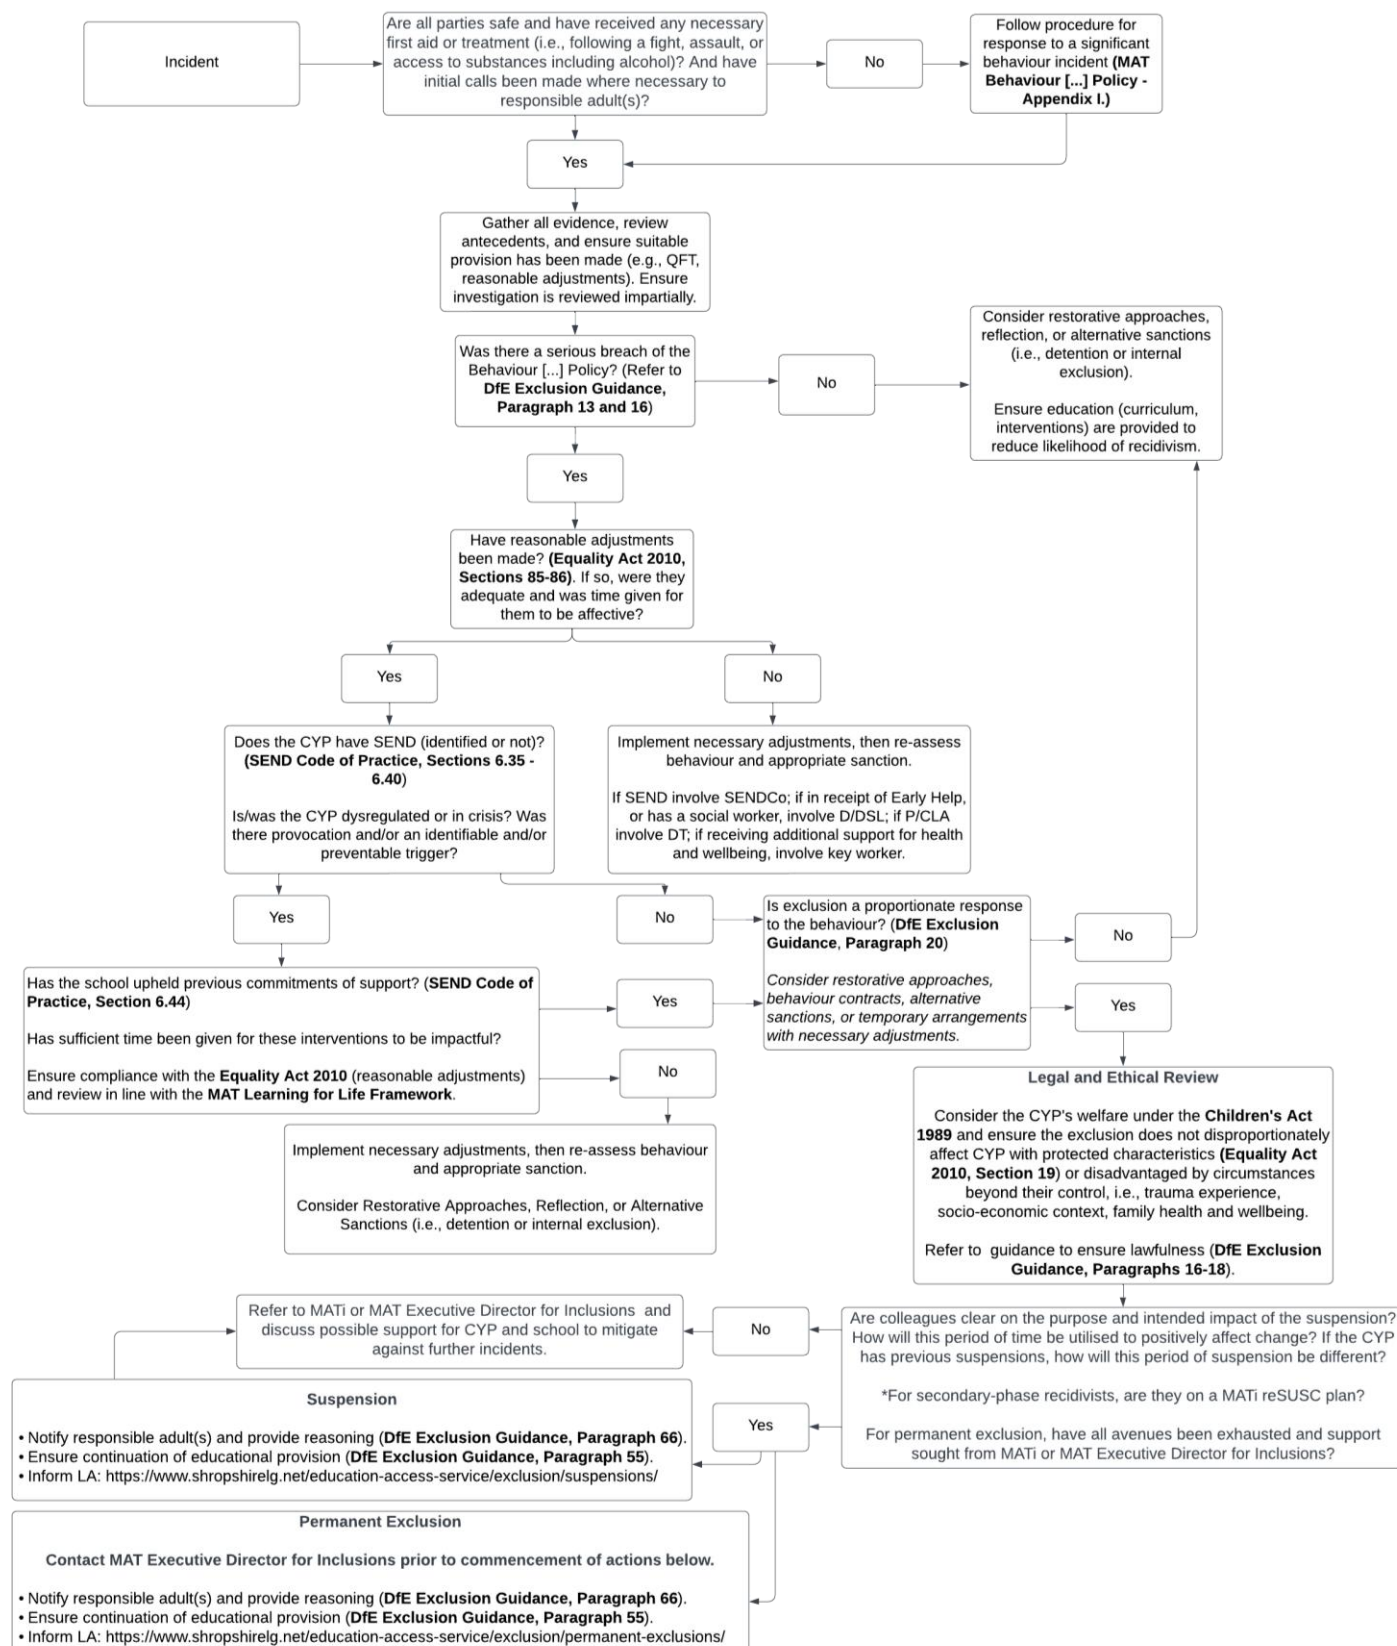 Incident
Are all parties safe and have received any necessary
first aid or treatment (i.e., following a fight, assault, or
access to substances including alcohol)? And have
initial calls been made where necessary to
responsible adult(s)?
No
Follow procedure for
response to a significant
behaviour incident (MAT
Behaviour [...] Policy -
Appendix I.)
Yes
Gather all evidence, review
antecedents, and ensure suitable
provision has been made (e.g., QFT,
reasonable adjustments). Ensure
investigation is reviewed impartially.
Was there a serious breach of the
Behaviour [...] Policy? (Refer to
DfE Exclusion Guidance,
Paragraph 13 and 16)
No
Consider restorative approaches,
reflection, or alternative sanctions
(i.e., detention or internal
exclusion).
Ensure education (curriculum,
interventions) are provided to
reduce likelihood of recidivism.
Yes
Have reasonable adjustments
been made? (Equality Act 2010,
Sections 85-86). If so, were they
adequate and was time given for
them to be affective?
Yes
No
Does the CYP have SEND (identified or not)?
(SEND Code of Practice, Sections 6.35 -
6.40)
Is/was the CYP dysregulated or in crisis? Was
there provocation and/or an identifiable and/or
preventable trigger?
Implement necessary adjustments, then re-assess
behaviour and appropriate sanction.
If SEND involve SENDCo; if in receipt of Early Help,
or has a social worker, involve D/DSL; if P/CLA
involve DT; if receiving additional support for health
and wellbeing, involve key worker.
Yes
No
Is exclusion a proportionate response
to the behaviour? (DfE Exclusion
Guidance, Paragraph 20)
Consider restorative approaches,
behaviour contracts, alternative
sanctions, or temporary arrangements
with necessary adjustments.
No
Yes
Has the school upheld previous commitments of support? (SEND Code of
Practice, Section 6.44)
Has sufficient time been given for these interventions to be impactful?
Ensure compliance with the Equality Act 2010 (reasonable adjustments)
and review in line with the MAT Learning for Life Framework.
Yes
No
Implement necessary adjustments, then re-assess behaviour
and appropriate sanction.
Consider Restorative Approaches, Reflection, or Alternative
Sanctions (i.e., detention or internal exclusion).
Legal and Ethical Review
Consider the CYP's welfare under the Children's Act
1989 and ensure the exclusion does not disproportionately
affect CYP with protected characteristics (Equality Act
2010, Section 19) or disadvantaged by circumstances
beyond their control, i.e., trauma experience,
socio-economic context, family health and wellbeing.
Refer to guidance to ensure lawfulness (DfE Exclusion
Guidance, Paragraphs 16-18).
Are colleagues clear on the purpose and intended impact of the suspension?
How will this period of time be utilised to positively affect change? If the CYP
has previous suspensions, how will this period of suspension be different?
*For secondary-phase recidivists, are they on a MATi reSUSC plan?
For permanent exclusion, have all avenues been exhausted and support
sought from MATi or MAT Executive Director for Inclusions?
No
Refer to MATi or MAT Executive Director for Inclusions and
discuss possible support for CYP and school to mitigate
against further incidents.
Yes
Suspension
• Notify responsible adult(s) and provide reasoning (DfE Exclusion Guidance, Paragraph 66).
• Ensure continuation of educational provision (DfE Exclusion Guidance, Paragraph 55).
• Inform LA: https://www.shropshirelg.net/education-access-service/exclusion/suspensions/
Permanent Exclusion
Contact MAT Executive Director for Inclusions prior to commencement of actions below.
• Notify responsible adult(s) and provide reasoning (DfE Exclusion Guidance, Paragraph 66).
• Ensure continuation of educational provision (DfE Exclusion Guidance, Paragraph 55).
• Inform LA: https://www.shropshirelg.net/education-access-service/exclusion/permanent-exclusions/